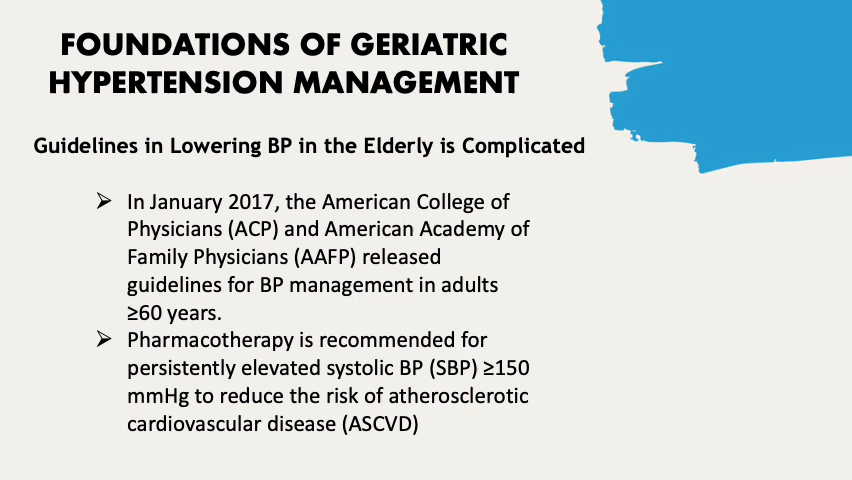 FOUNDATIONS OF GERIATRIC
HYPERTENSION MANAGEMENT
Guidelines in Lowering BP in the Elderly is Complicated
➢ In January 2017, the American College of
Physicians (ACP) and American Academy of
Family Physicians (AAFP) released
guidelines for BP management in adults
≥60 years.
➢ Pharmacotherapy is recommended for
persistently elevated systolic BP (SBP) ≥150
mmHg to reduce the risk of atherosclerotic
cardiovascular disease (ASCVD)